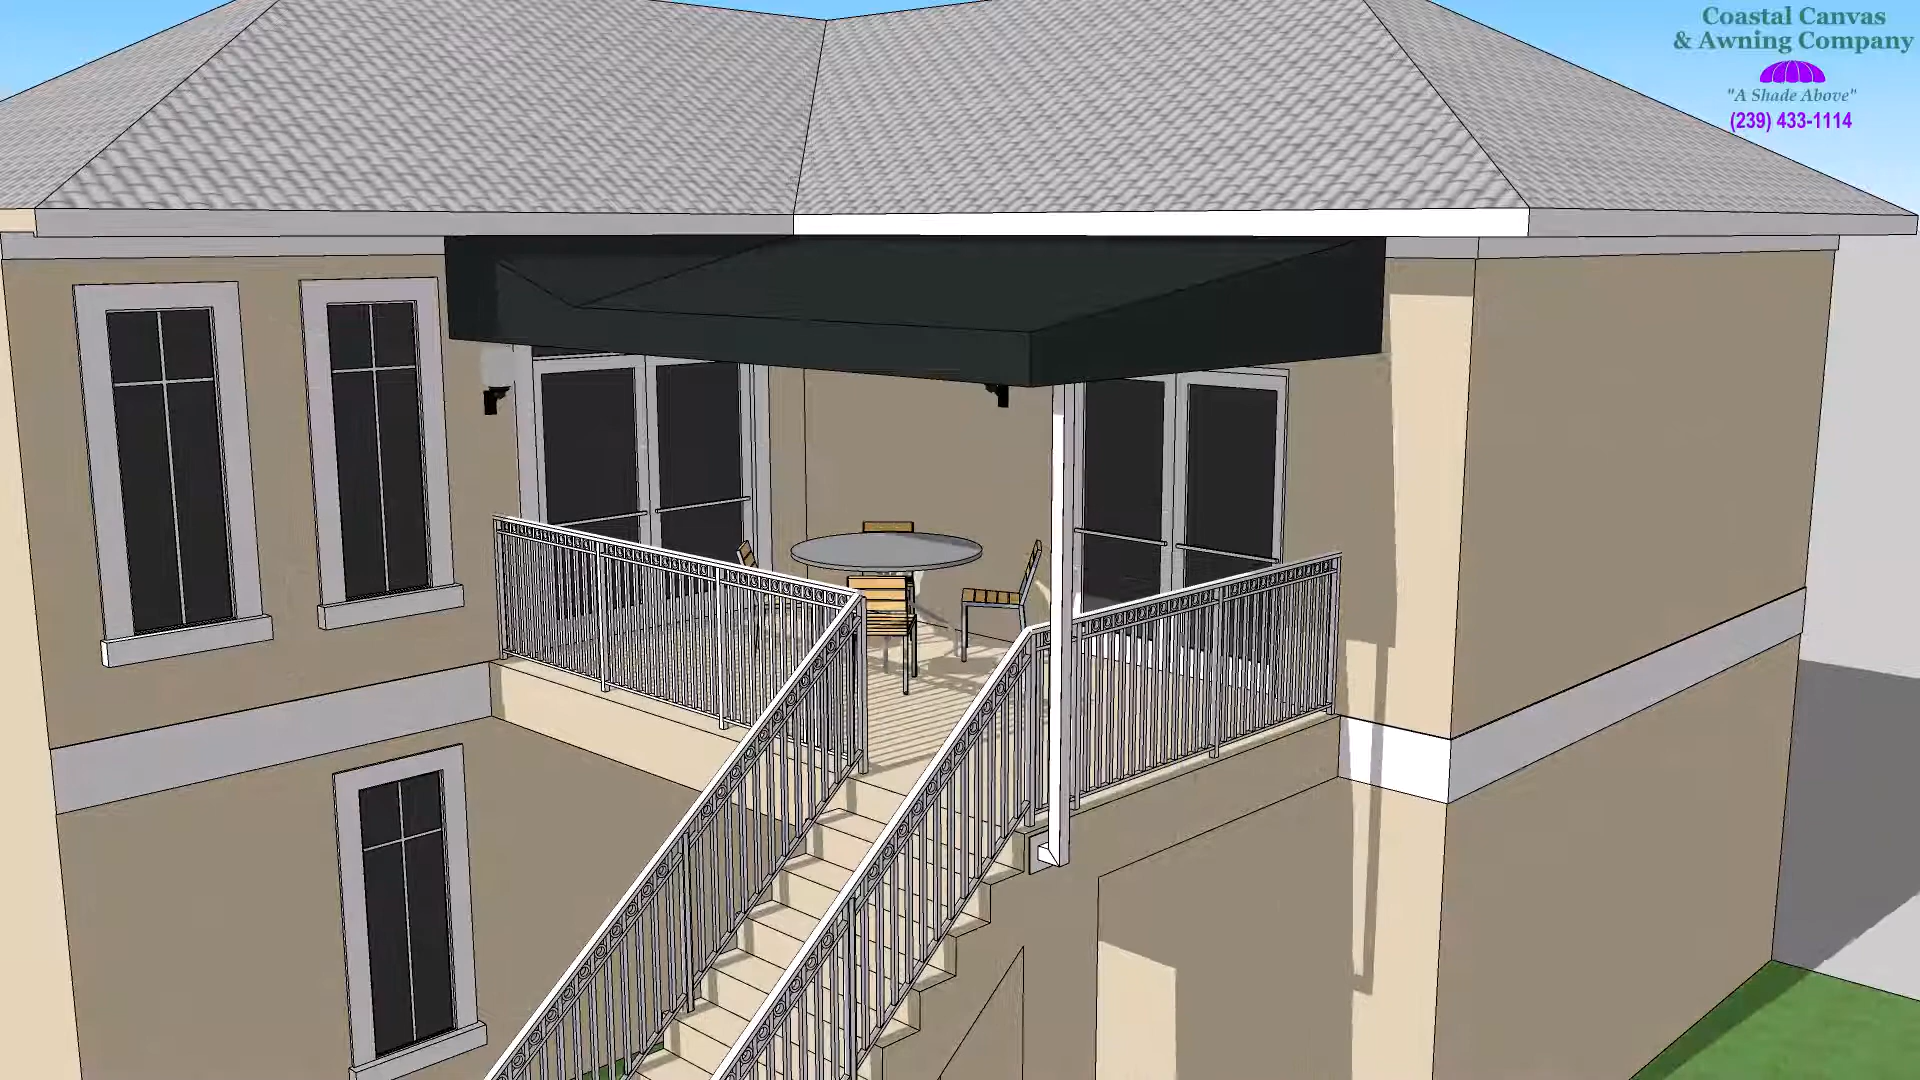 Coastal Canvas
& Awning Company
"A Shade Above"
(239) 433-1114